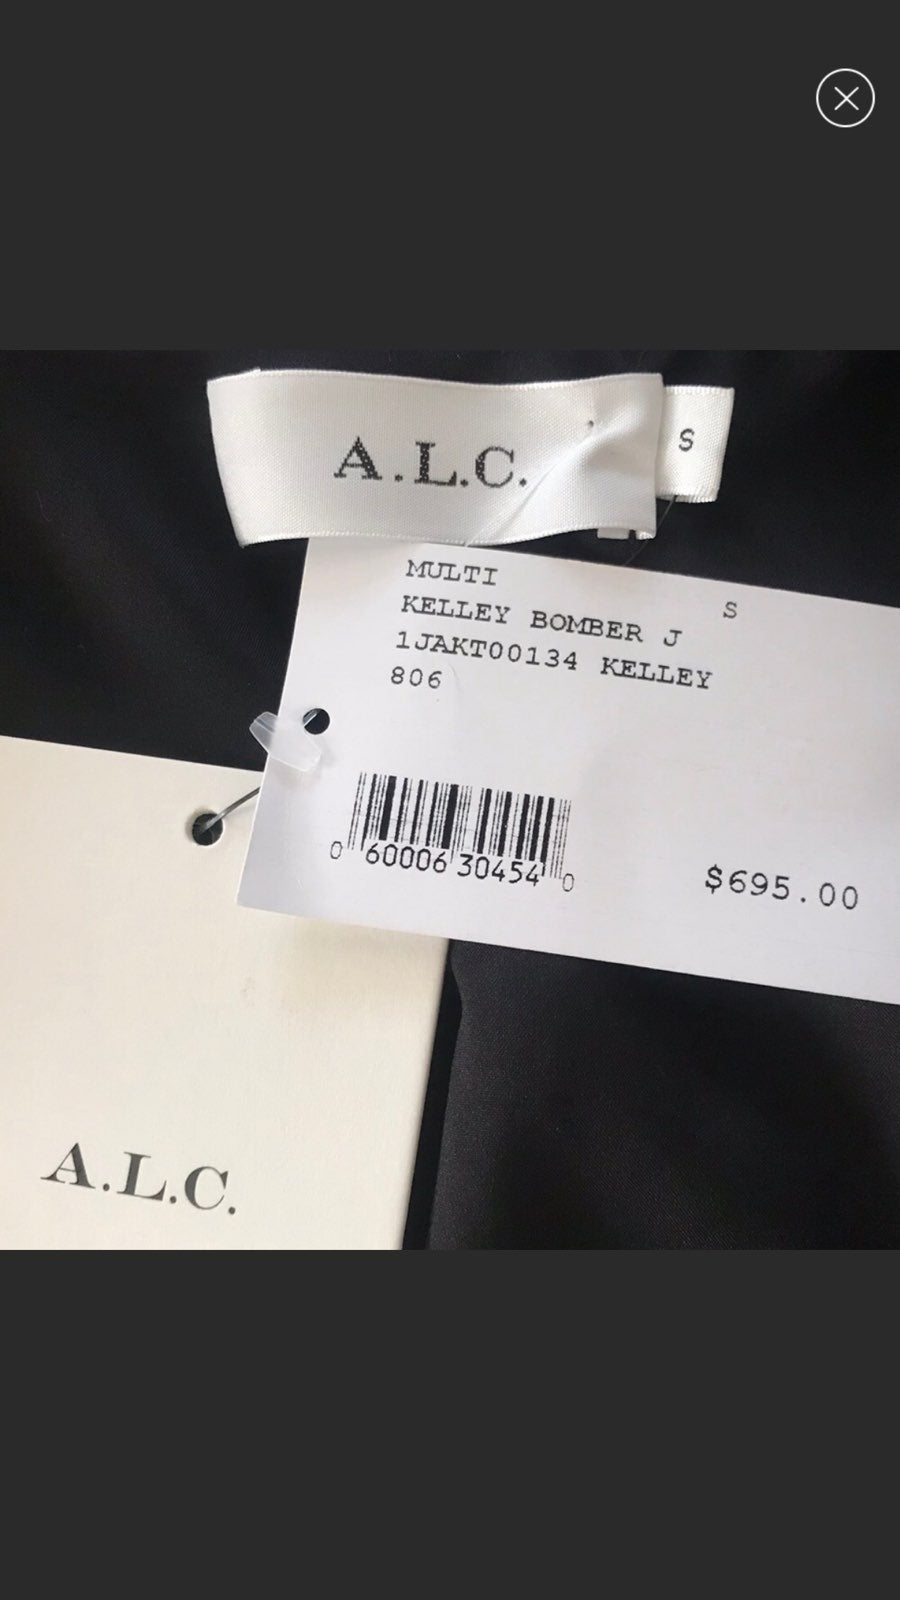 A.L.C.
S
MULTI S
KELLEY BOMBER J
1JAKT00134 KELLEY
806
0 60006 30454 0
$695.00
A.L.C.